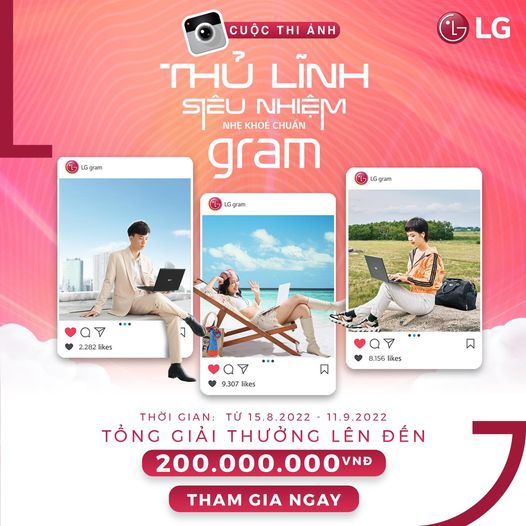 CUỘC THI ẢNH
LG
THỦ LĨNH
SIÊU NHIỆM
NHẸ KHOẺ CHUẨN
gram
LG gram
LG gram
LG gram
2.282 likes
9.307 likes
8.156 likes
THỜI GIAN: TỪ 15.8.2022 - 11.9.2022
TỔNG GIẢI THƯỞNG LÊN ĐẾN
200.000.000VNĐ
THAM GIA NGAY